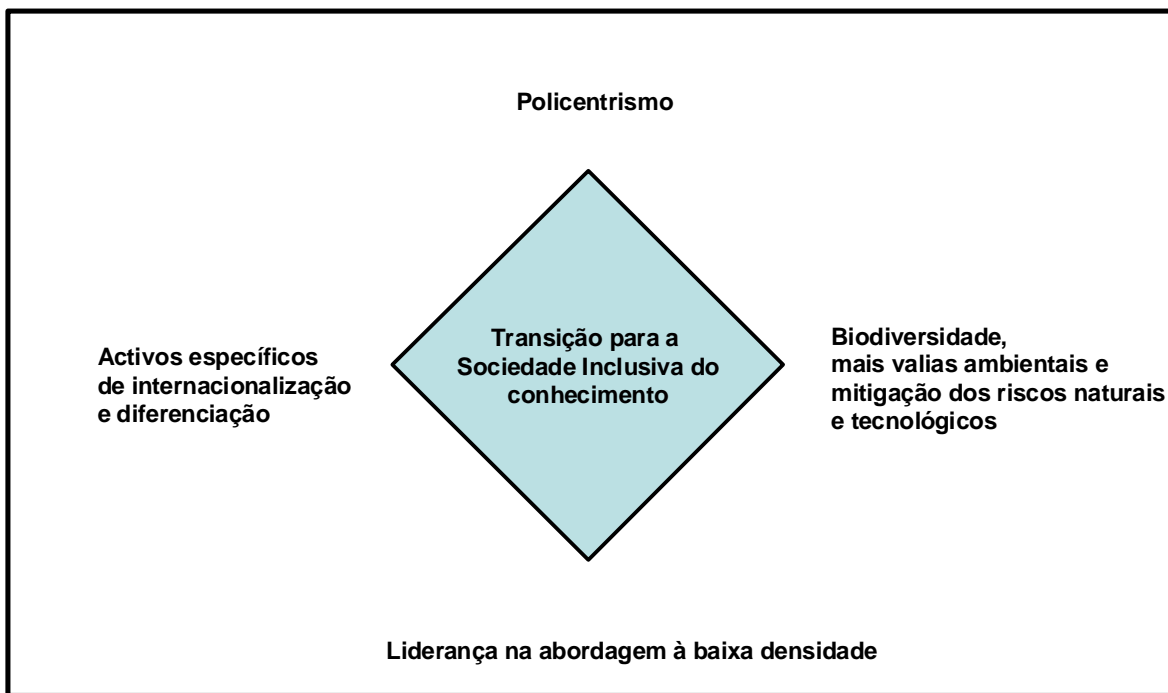 Policentrismo
Activos específicos
de internacionalização
e diferenciação
Transição para a
Sociedade Inclusiva do
conhecimento
Biodiversidade,
mais valias ambientais e
mitigação dos riscos naturais
e tecnológicos
Liderança na abordagem à baixa densidade